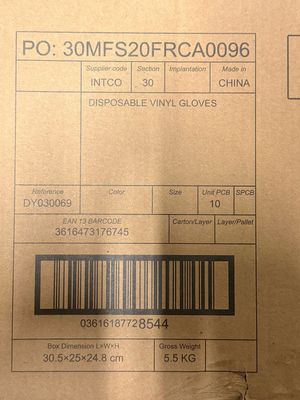 PO: 30MFS20FRCA0096
Supplier code Section Implantation Made in
INTCO 30 CHINA
DISPOSABLE VINYL GLOVES
Reference Color Size Unit PCB SPCB
DY030069 10
EAN 13 BARCODE Carton/Layer Layer/Pallet
3616473176745
03616187728544
Box Dimension L×W×H Gross Weight
30.5×25×24.8 cm 5.5 KG